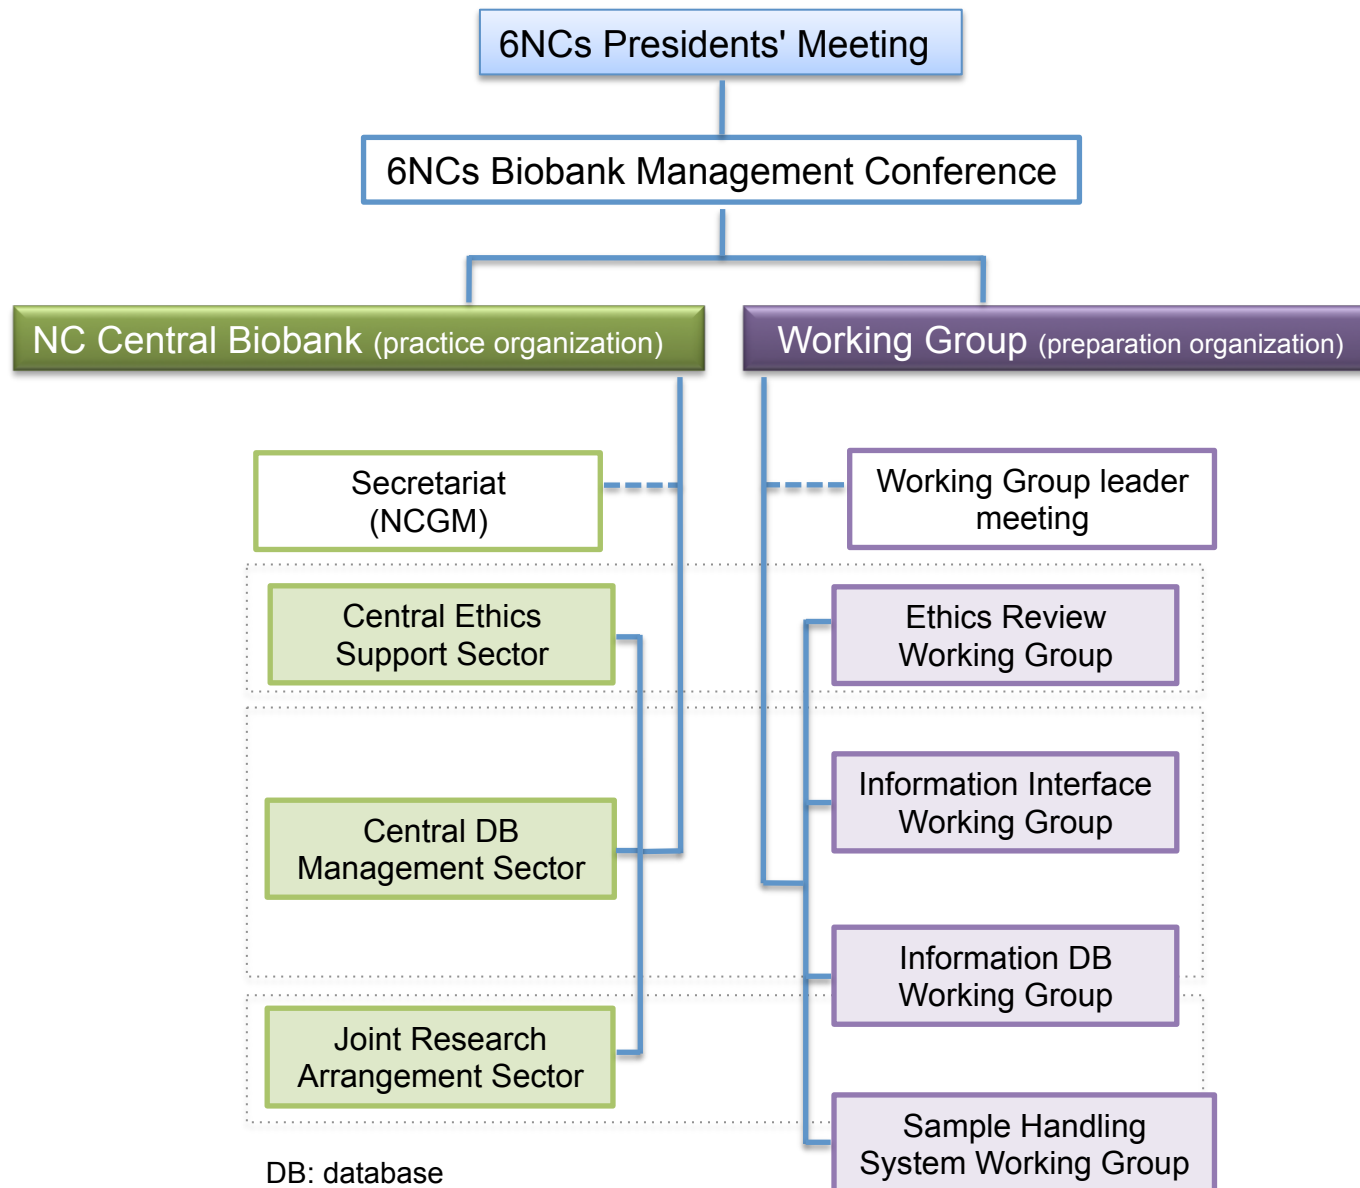 6NCs Presidents' Meeting
6NCs Biobank Management Conference
NC Central Biobank (practice organization)
Working Group (preparation organization)
Secretariat
(NCGM)
Working Group leader
meeting
Central Ethics
Support Sector
Ethics Review
Working Group
Information Interface
Working Group
Central DB
Management Sector
Information DB
Working Group
Joint Research
Arrangement Sector
Sample Handling
System Working Group
DB: database